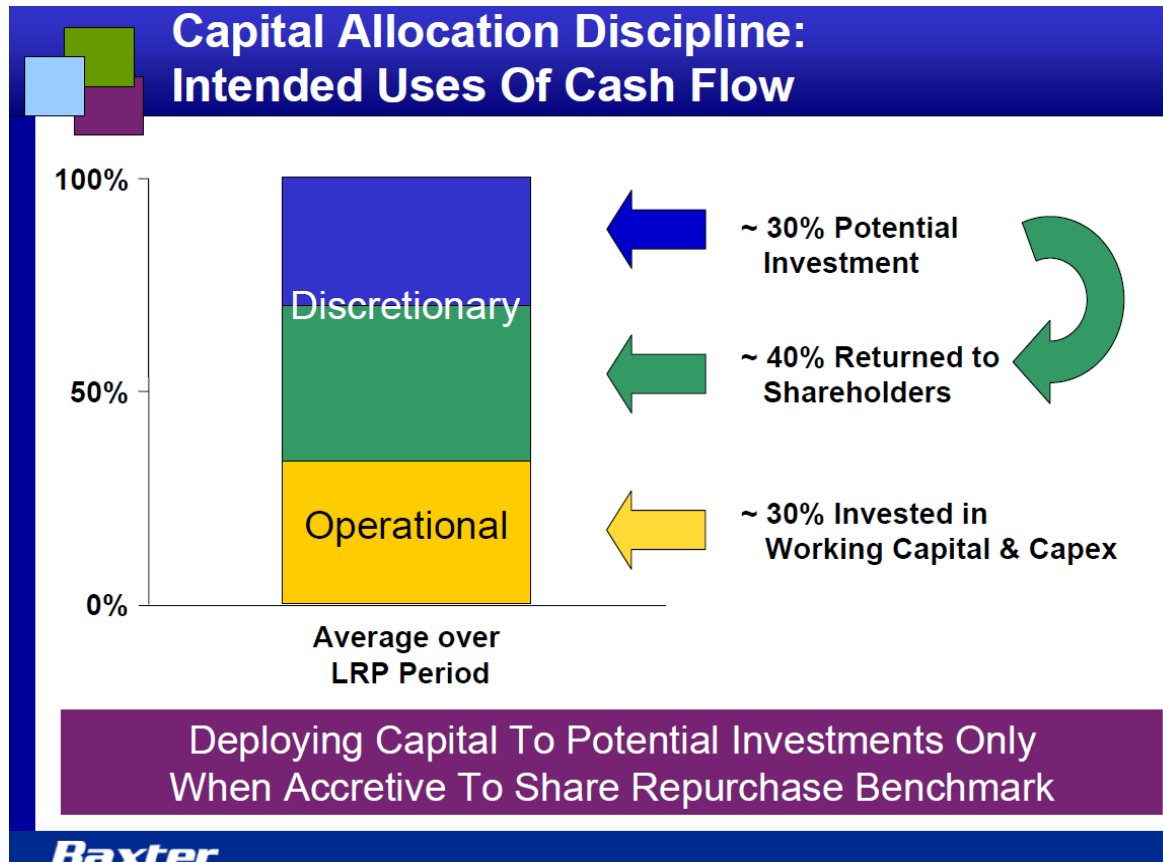 Capital Allocation Discipline:
Intended Uses Of Cash Flow
100%
50%
0%
Discretionary
Operational
Average over
LRP Period
~ 30% Potential
Investment
~ 40% Returned to
Shareholders
~ 30% Invested in
Working Capital & Capex
Deploying Capital To Potential Investments Only
When Accretive To Share Repurchase Benchmark
Baxter